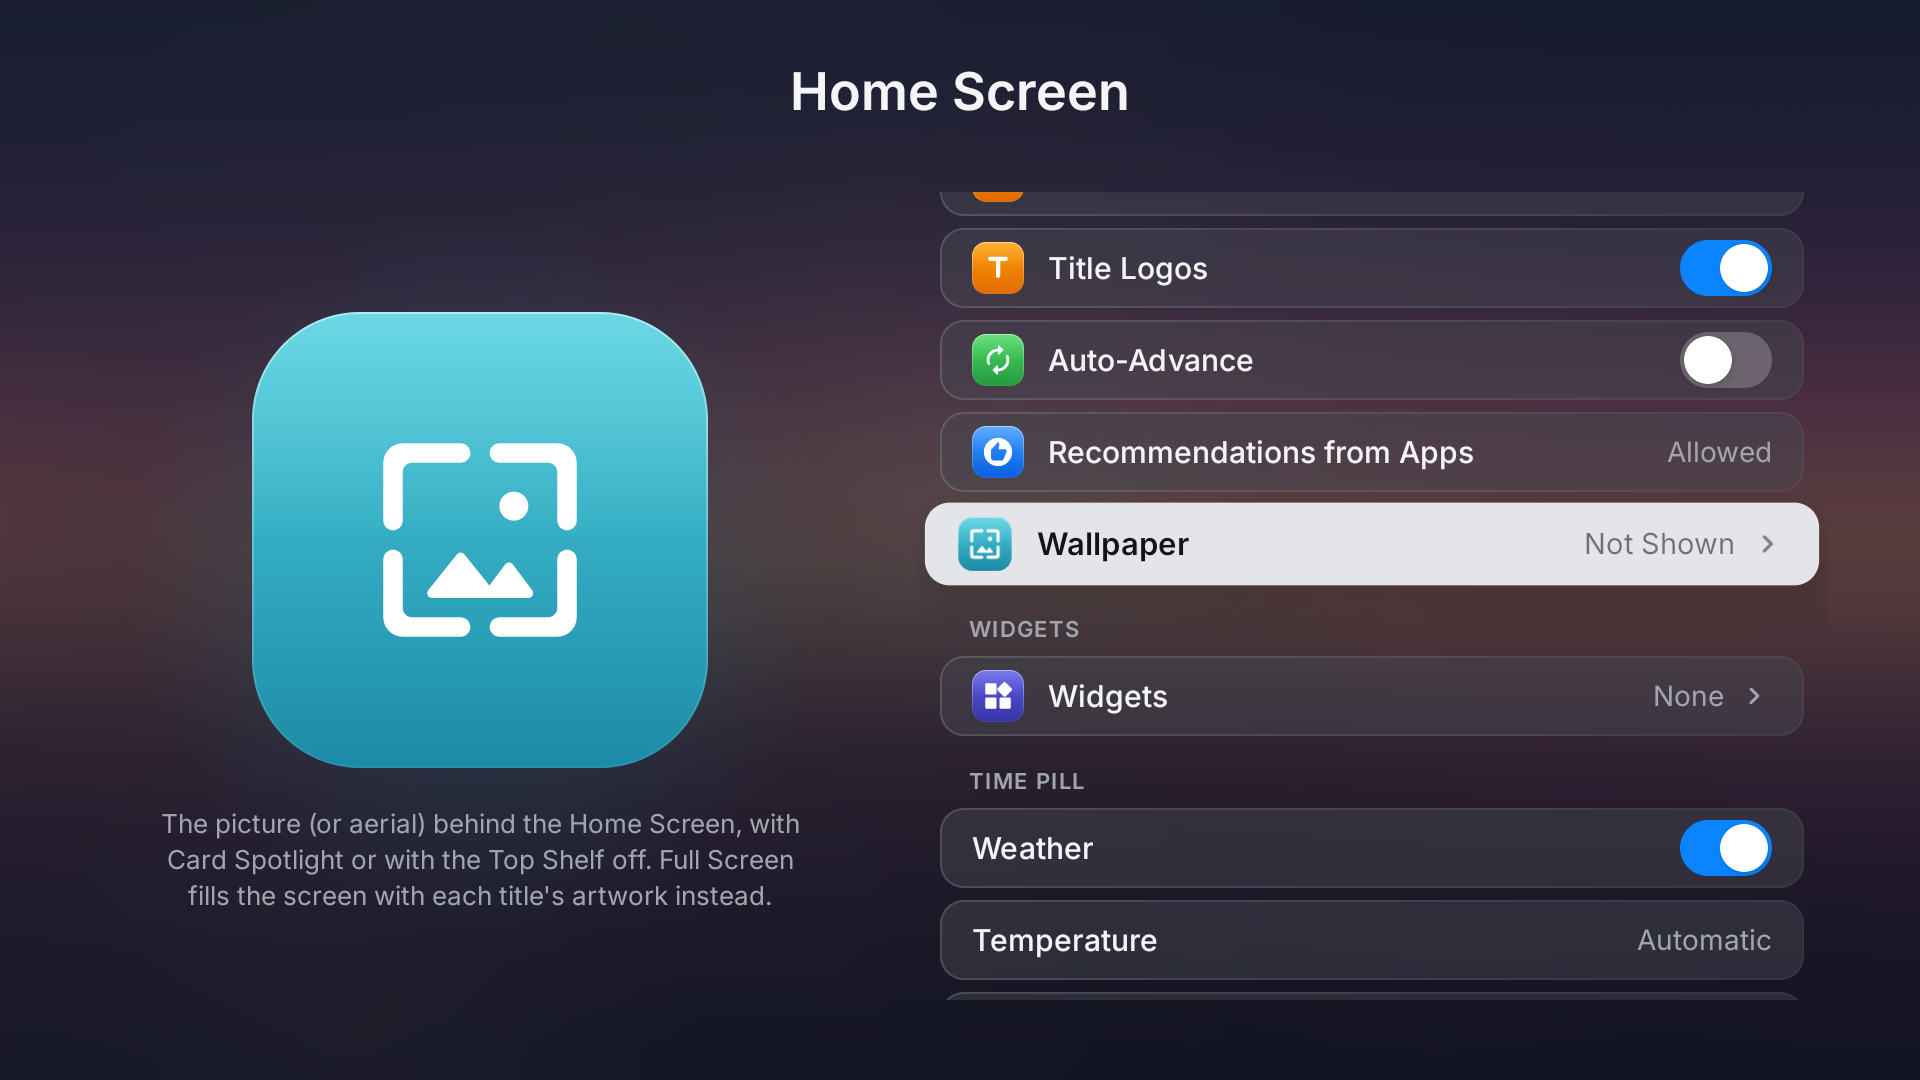 Home Screen
Title Logos
Auto-Advance
Recommendations from Apps Allowed
Wallpaper Not Shown
WIDGETS
Widgets None
TIME PILL
Weather
Temperature Automatic
The picture (or aerial) behind the Home Screen, with
Card Spotlight or with the Top Shelf off. Full Screen
fills the screen with each title's artwork instead.